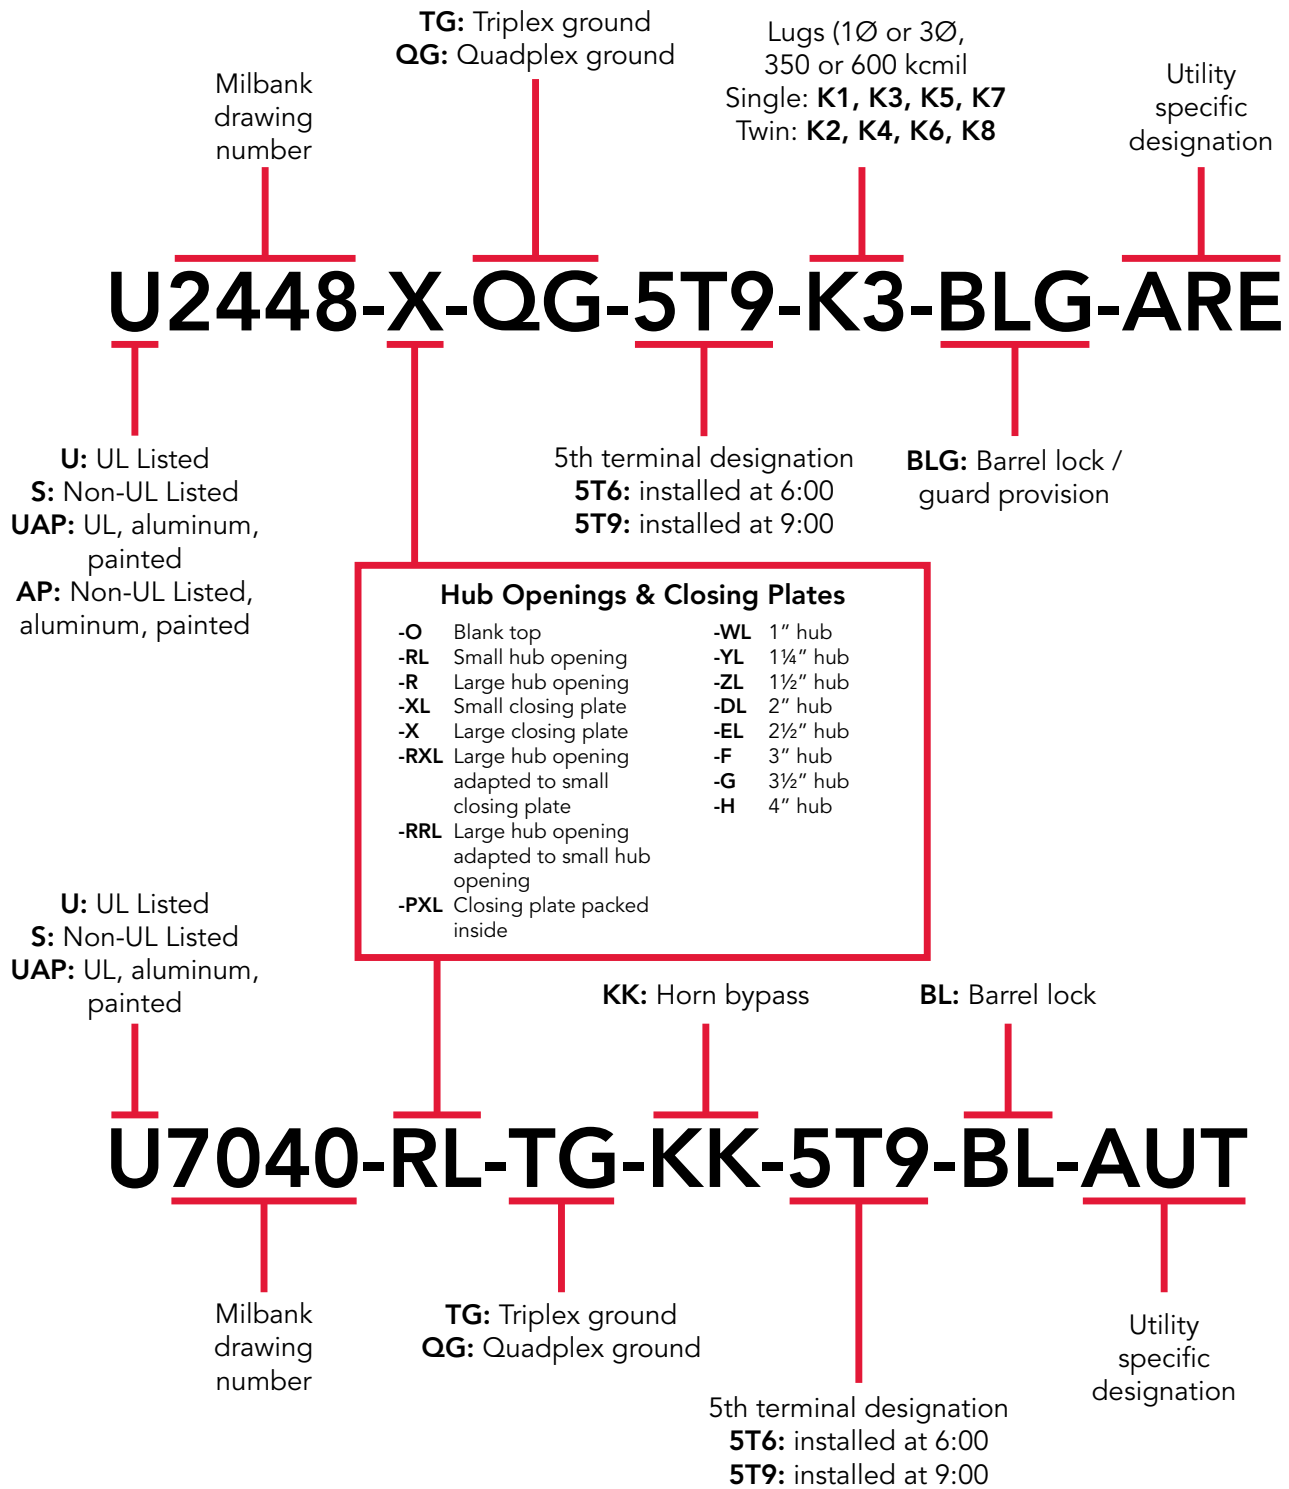 TG: Triplex ground
QG: Quadplex ground
Lugs (1Ø or 3Ø,
350 or 600 kcmil
Single: K1, K3, K5, K7
Twin: K2, K4, K6, K8
Milbank
drawing
number
Utility
specific
designation
U2448-X-QG-5T9-K3-BLG-ARE
U: UL Listed
S: Non-UL Listed
UAP: UL, aluminum,
painted
AP: Non-UL Listed,
aluminum, painted
5th terminal designation
5T6: installed at 6:00
5T9: installed at 9:00
BLG: Barrel lock /
guard provision
Hub Openings & Closing Plates
-O Blank top
-RL Small hub opening
-R Large hub opening
-XL Small closing plate
-X Large closing plate
-RXL Large hub opening
adapted to small
closing plate
-RRL Large hub opening
adapted to small hub
opening
-PXL Closing plate packed
inside
-WL 1” hub
-YL 1¼” hub
-ZL 1½” hub
-DL 2” hub
-EL 2½” hub
-F 3” hub
-G 3½” hub
-H 4” hub
U: UL Listed
S: Non-UL Listed
UAP: UL, aluminum,
painted
KK: Horn bypass
BL: Barrel lock
U7040-RL-TG-KK-5T9-BL-AUT
Milbank
drawing
number
TG: Triplex ground
QG: Quadplex ground
5th terminal designation
5T6: installed at 6:00
5T9: installed at 9:00
Utility
specific
designation